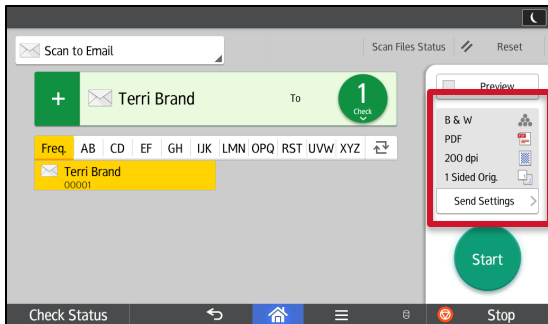 Scan to Email
Scan Files Status
Reset
Preview
+
Terri Brand
To
1
Check
B & W
PDF
200 dpi
1 Sided Orig.
Send Settings >
Freq. AB CD EF GH IJK LMN OPQ RST UVW XYZ
Terri Brand
00001
Start
Check Status
Stop